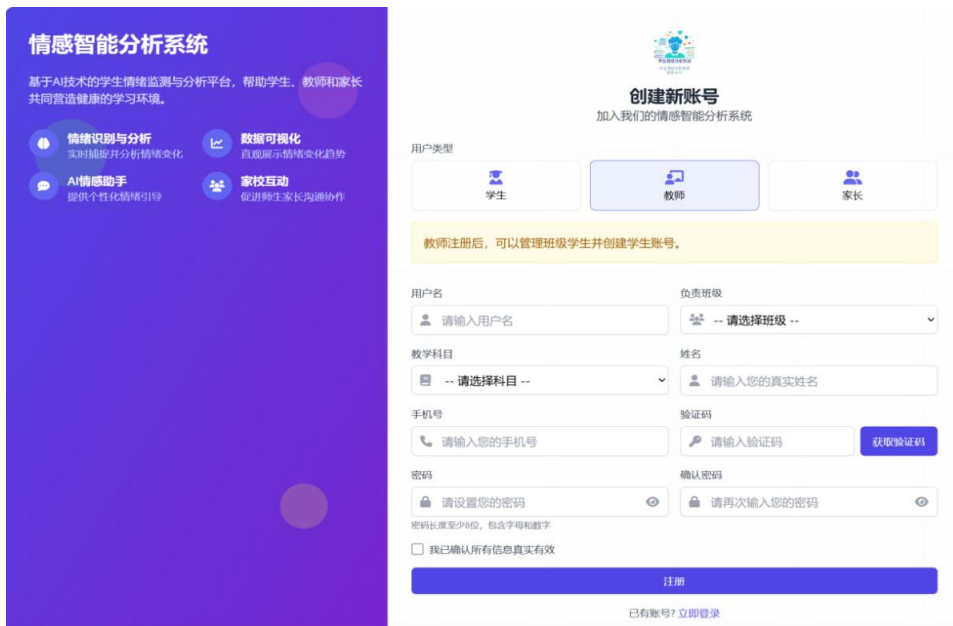 情感智能分析系统
基于AI技术的学生情绪监测与分析平台，帮助学生、教师和家长
共同营造健康的学习环境。
情绪识别与分析
实时捕捉并分析情绪变化
数据可视化
直观展示情绪变化趋势
AI情感助手
提供个性化情绪引导
家校互动
促进师生家长沟通协作
创建新账号
加入我们的情感智能分析系统
用户类型
学生
教师
家长
教师注册后，可以管理班级学生并创建学生账号。
用户名
负责班级
请输入用户名
-- 请选择班级 --
教学科目
姓名
-- 请选择科目 --
请输入您的真实姓名
手机号
验证码
请输入您的手机号
请输入验证码
获取验证码
密码
确认密码
请设置您的密码
请再次输入您的密码
密码长度至少8位，包含字母和数字
我已确认所有信息真实有效
注册
已有账号? 立即登录